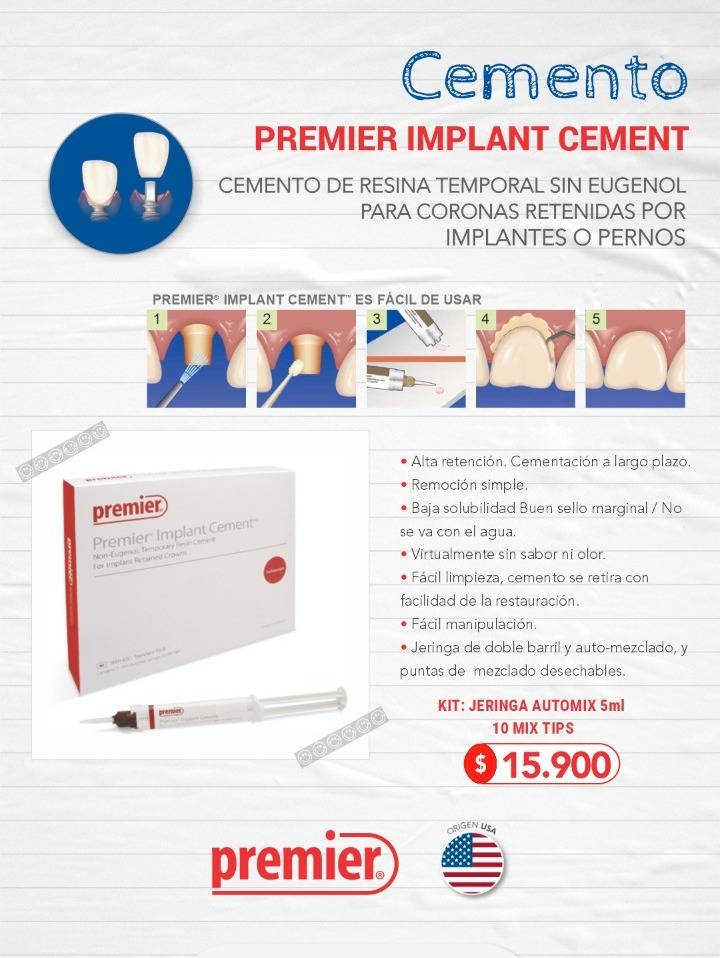 Cemento
PREMIER IMPLANT CEMENT
CEMENTO DE RESINA TEMPORAL SIN EUGENOL
PARA CORONAS RETENIDAS POR
IMPLANTES O PERNOS
PREMIER® IMPLANT CEMENT™ ES FÁCIL DE USAR
1 2 3 4 5
• Alta retención. Cementación a largo plazo.
• Remoción simple.
• Baja solubilidad Buen sello marginal / No
se va con el agua.
• Virtualmente sin sabor ni olor.
• Fácil limpieza, cemento se retira con
facilidad de la restauración.
• Fácil manipulación.
• Jeringa de doble barril y auto-mezclado, y
puntas de mezclado desechables.
premier
Premier® Implant Cement™
Non-Eugenol, Temporary Resin Cement
For Implant Retained Crowns
premier
Premier Implant Cement
KIT: JERINGA AUTOMIX 5ml
10 MIX TIPS
$ 15.900
premier®
ORIGEN USA